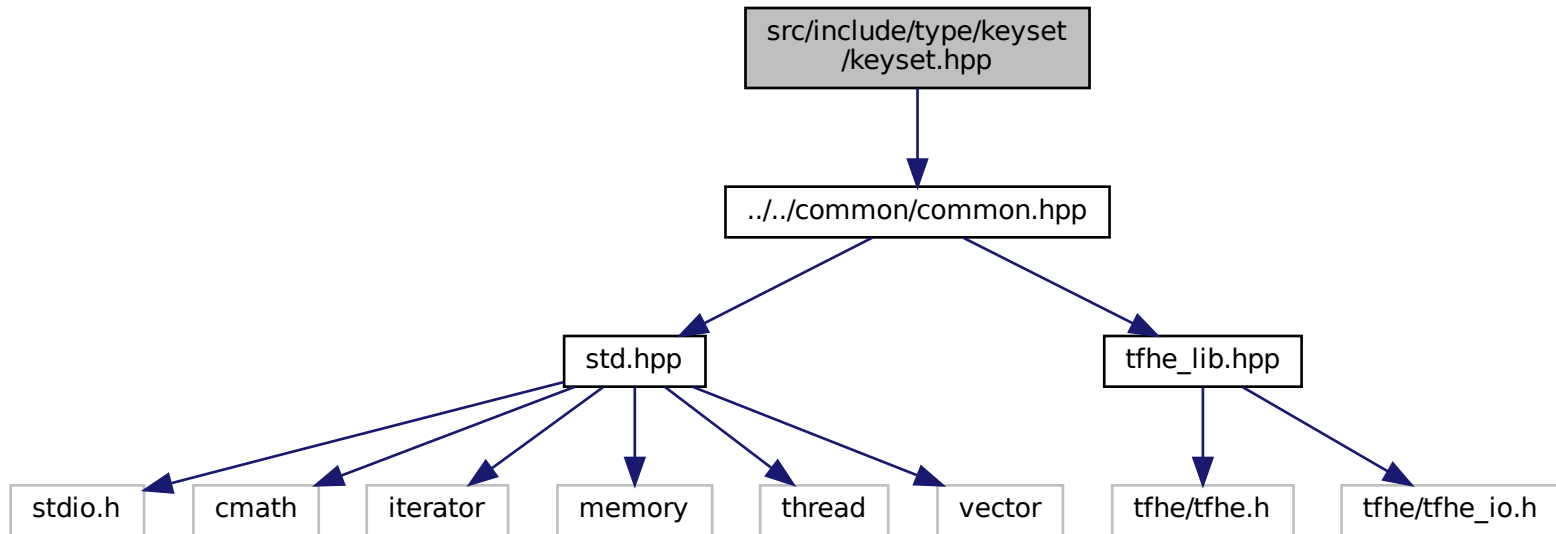 src/include/type/keyset
/keyset.hpp
../../common/common.hpp
std.hpp
tfhe_lib.hpp
stdio.h
cmath
iterator
memory
thread
vector
tfhe/tfhe.h
tfhe/tfhe_io.h